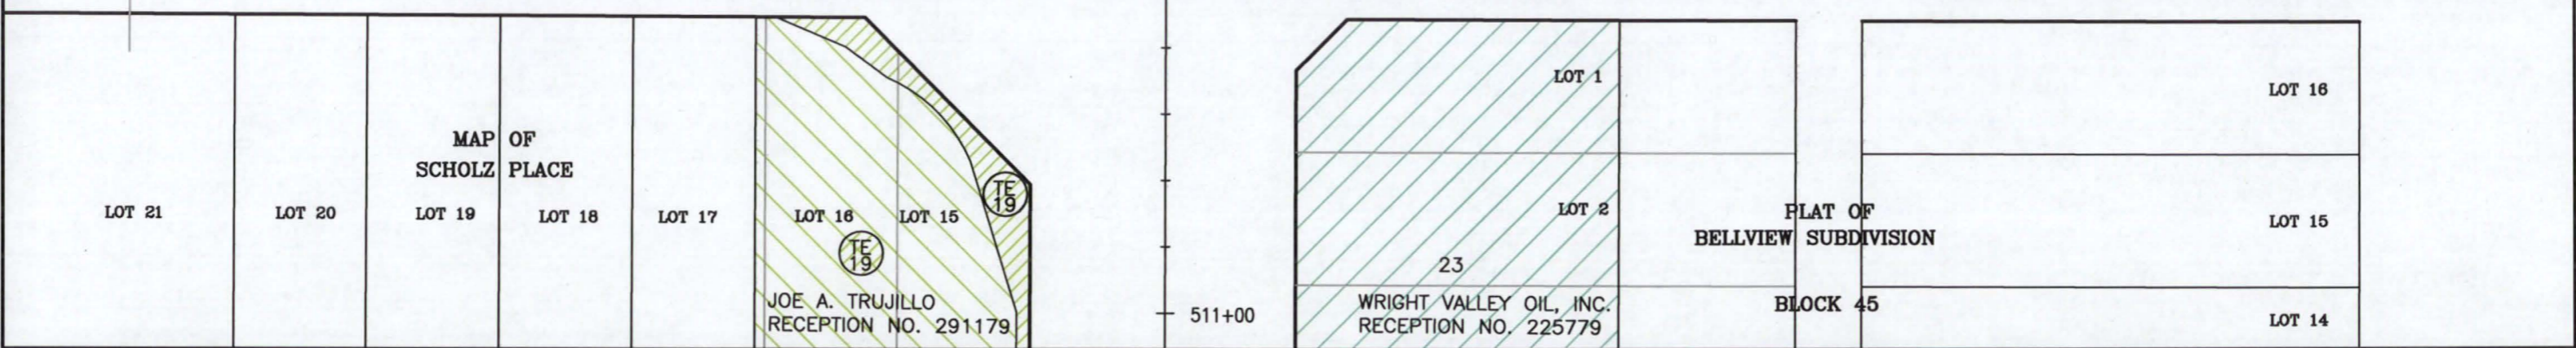 MAP OF
SCHOLZ PLACE
LOT 21
LOT 20
LOT 19
LOT 18
LOT 17
LOT 16
LOT 15
TE
19
TE
19
JOE A. TRUJILLO
RECEPTION NO. 291179
511+00
LOT 1
LOT 2
23
WRIGHT VALLEY OIL, INC.
RECEPTION NO. 225779
PLAT OF
BELLVIEW SUBDIVISION
BLOCK 45
LOT 16
LOT 15
LOT 14